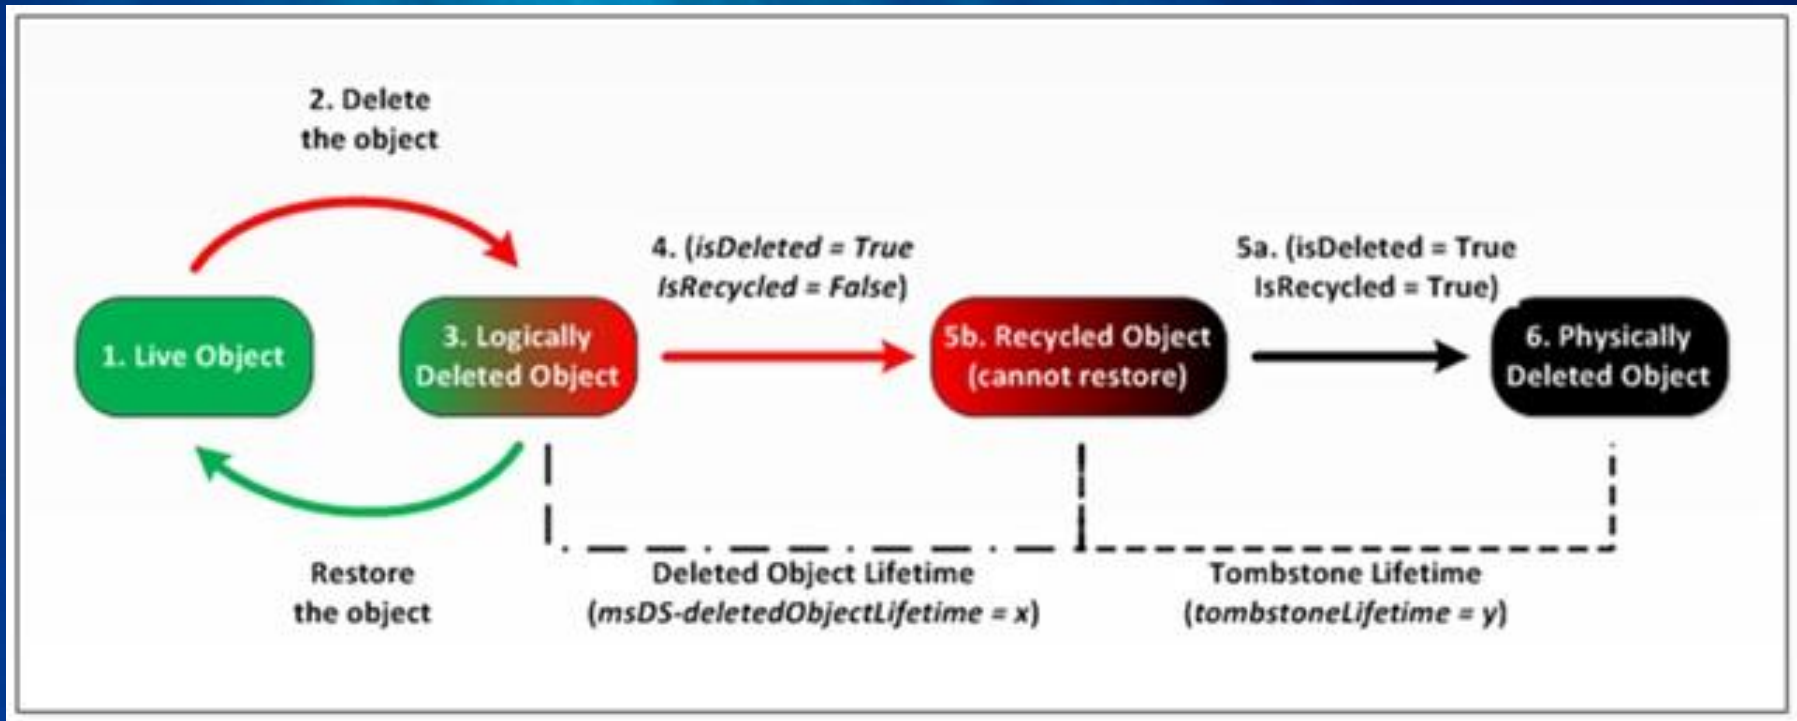 2. Delete
the object
4. (isDeleted = True
IsRecycled = False)
5a. (isDeleted = True
IsRecycled = True)
1. Live Object
3. Logically
Deleted Object
5b. Recycled Object
(cannot restore)
6. Physically
Deleted Object
Restore
the object
Deleted Object Lifetime
(msDS-deletedObjectLifetime = x)
Tombstone Lifetime
(tombstoneLifetime = y)